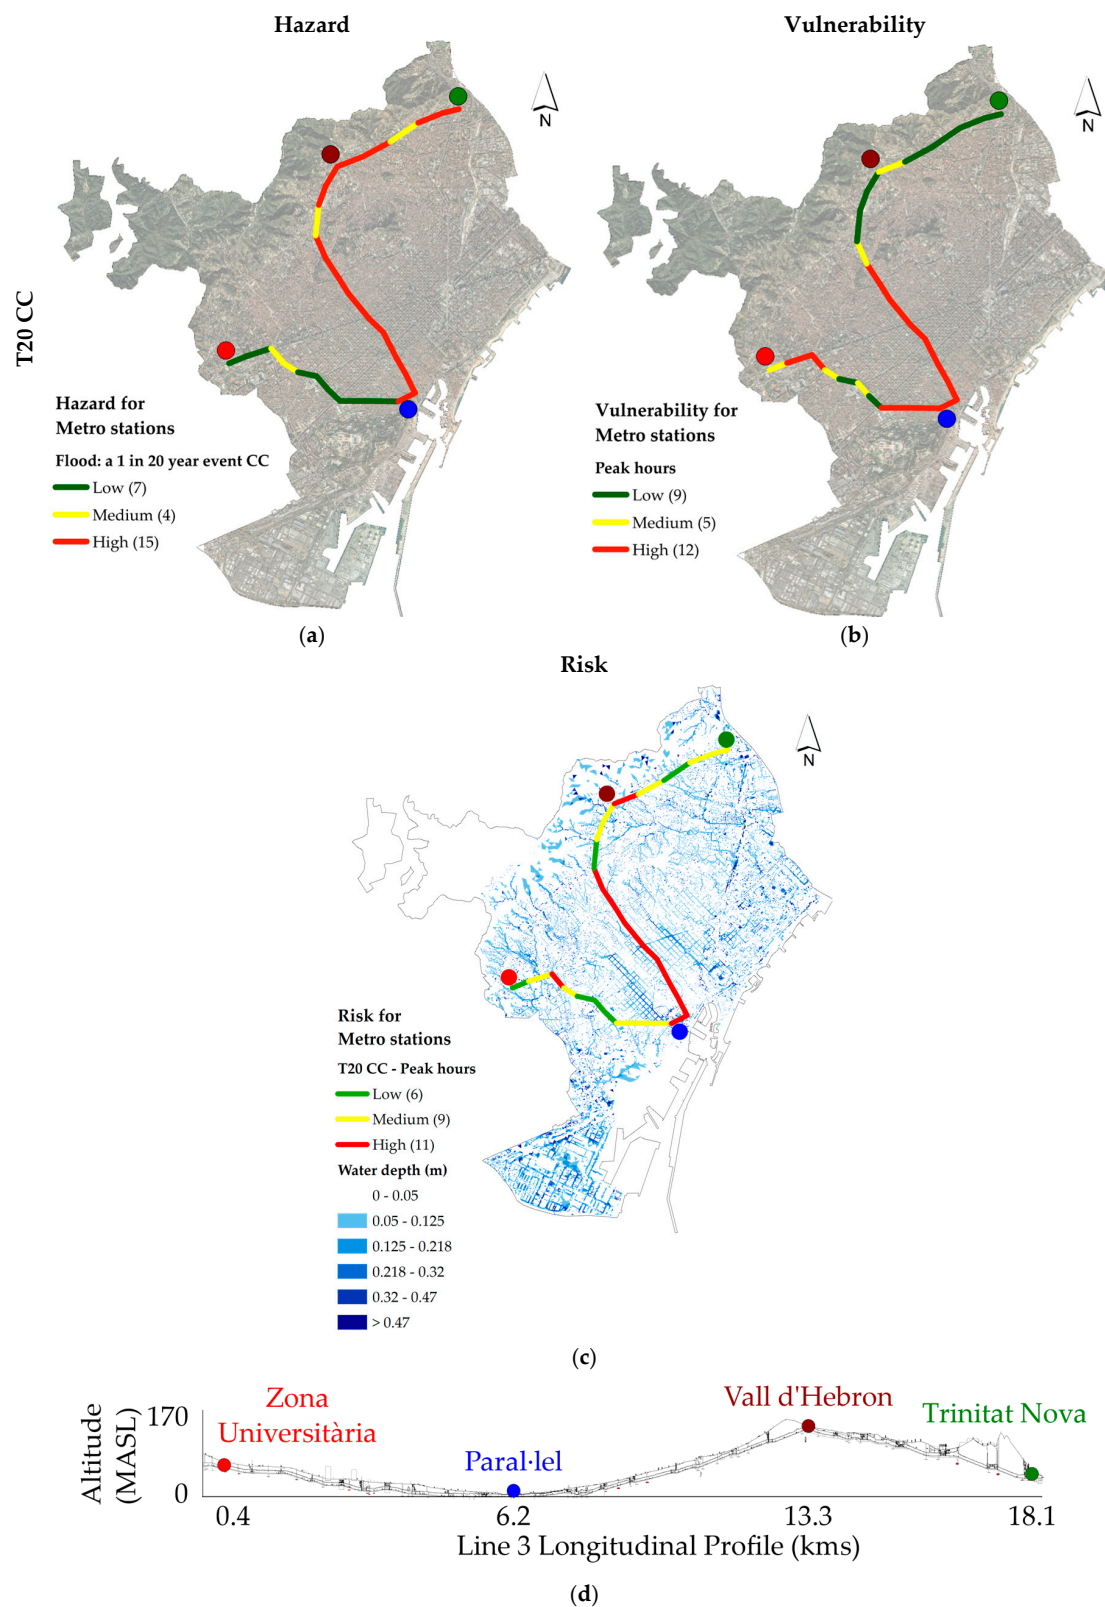 Hazard
Vulnerability
N
N
T20 CC
Hazard for
Metro stations
Flood: a 1 in 20 year event CC
Low (7)
Medium (4)
High (15)
Vulnerability for
Metro stations
Peak hours
Low (9)
Medium (5)
High (12)
(a)
(b)
Risk
N
Risk for
Metro stations
T20 CC - Peak hours
Low (6)
Medium (9)
High (11)
Water depth (m)
0 - 0.05
0.05 - 0.125
0.125 - 0.218
0.218 - 0.32
0.32 - 0.47
> 0.47
(c)
Altitude
(MASL)
170
0
Zona
Universitària
Paral·lel
Vall d'Hebron
Trinitat Nova
0.4
6.2
13.3
18.1
Line 3 Longitudinal Profile (kms)
(d)